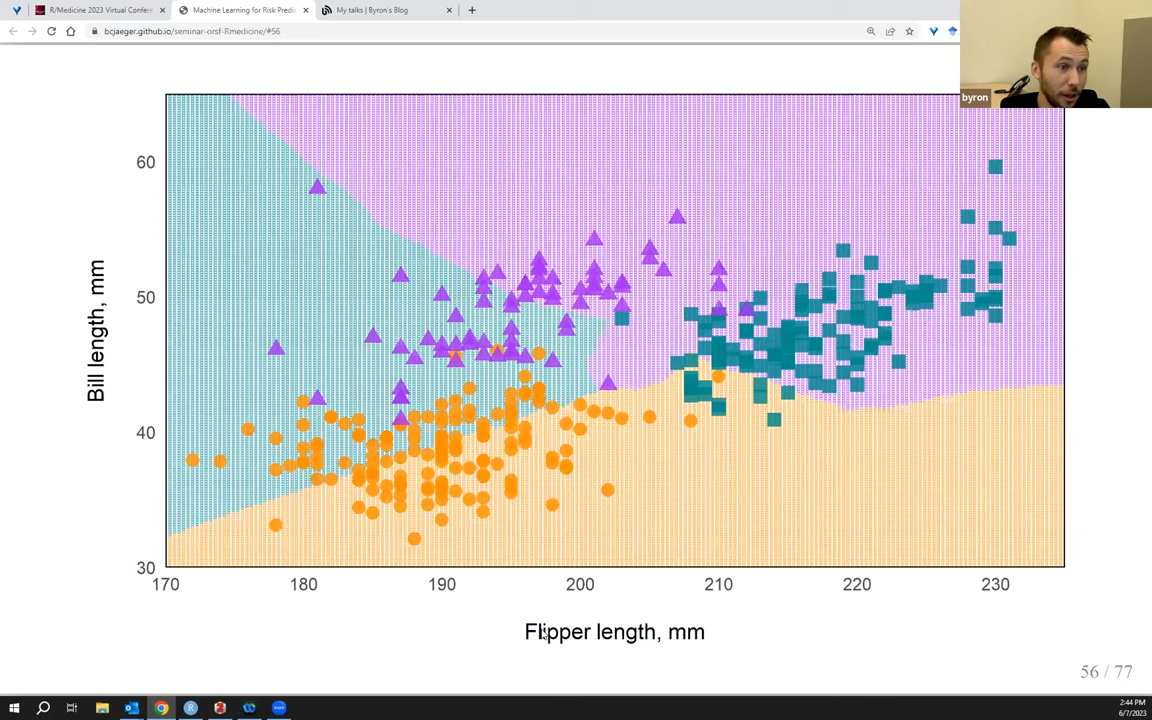 R/Medicine 2023 Virtual Conferr
Machine Learning for Risk Predic
My talks | Byron's Blog
bcjaeger.github.io/seminar-orsf-Rmedicine/#56
byron
60
50
40
30
Bill length, mm
170 180 190 200 210 220 230
Flipper length, mm
56 / 77
2:44 PM
6/7/2023